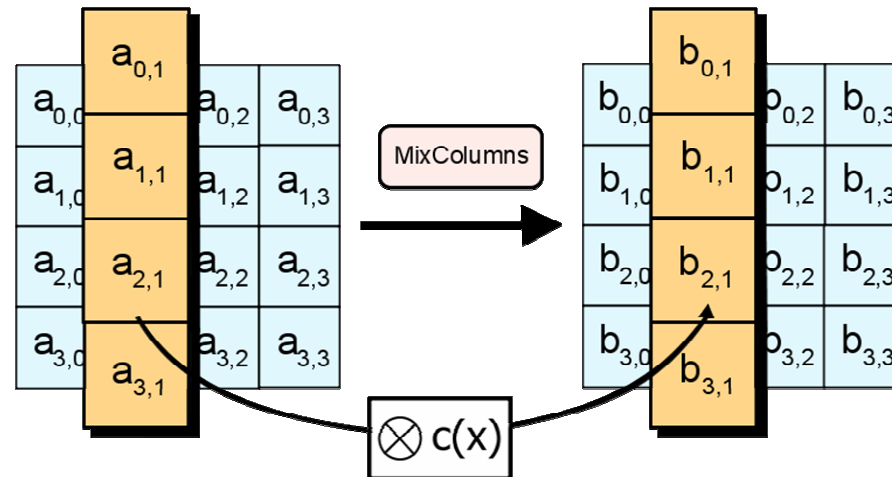 a0,1
b0,1
a0,0 a0,2 a0,3
b0,0 b0,2 b0,3
MixColumns
a1,1
b1,1
a1,0 a1,2 a1,3
b1,0 b1,2 b1,3
a2,1
b2,1
a2,0 a2,2 a2,3
b2,0 b2,2 b2,3
a3,0 a3,2 a3,3
b3,0 b3,2 b3,3
a3,1
b3,1
⊗ c(x)